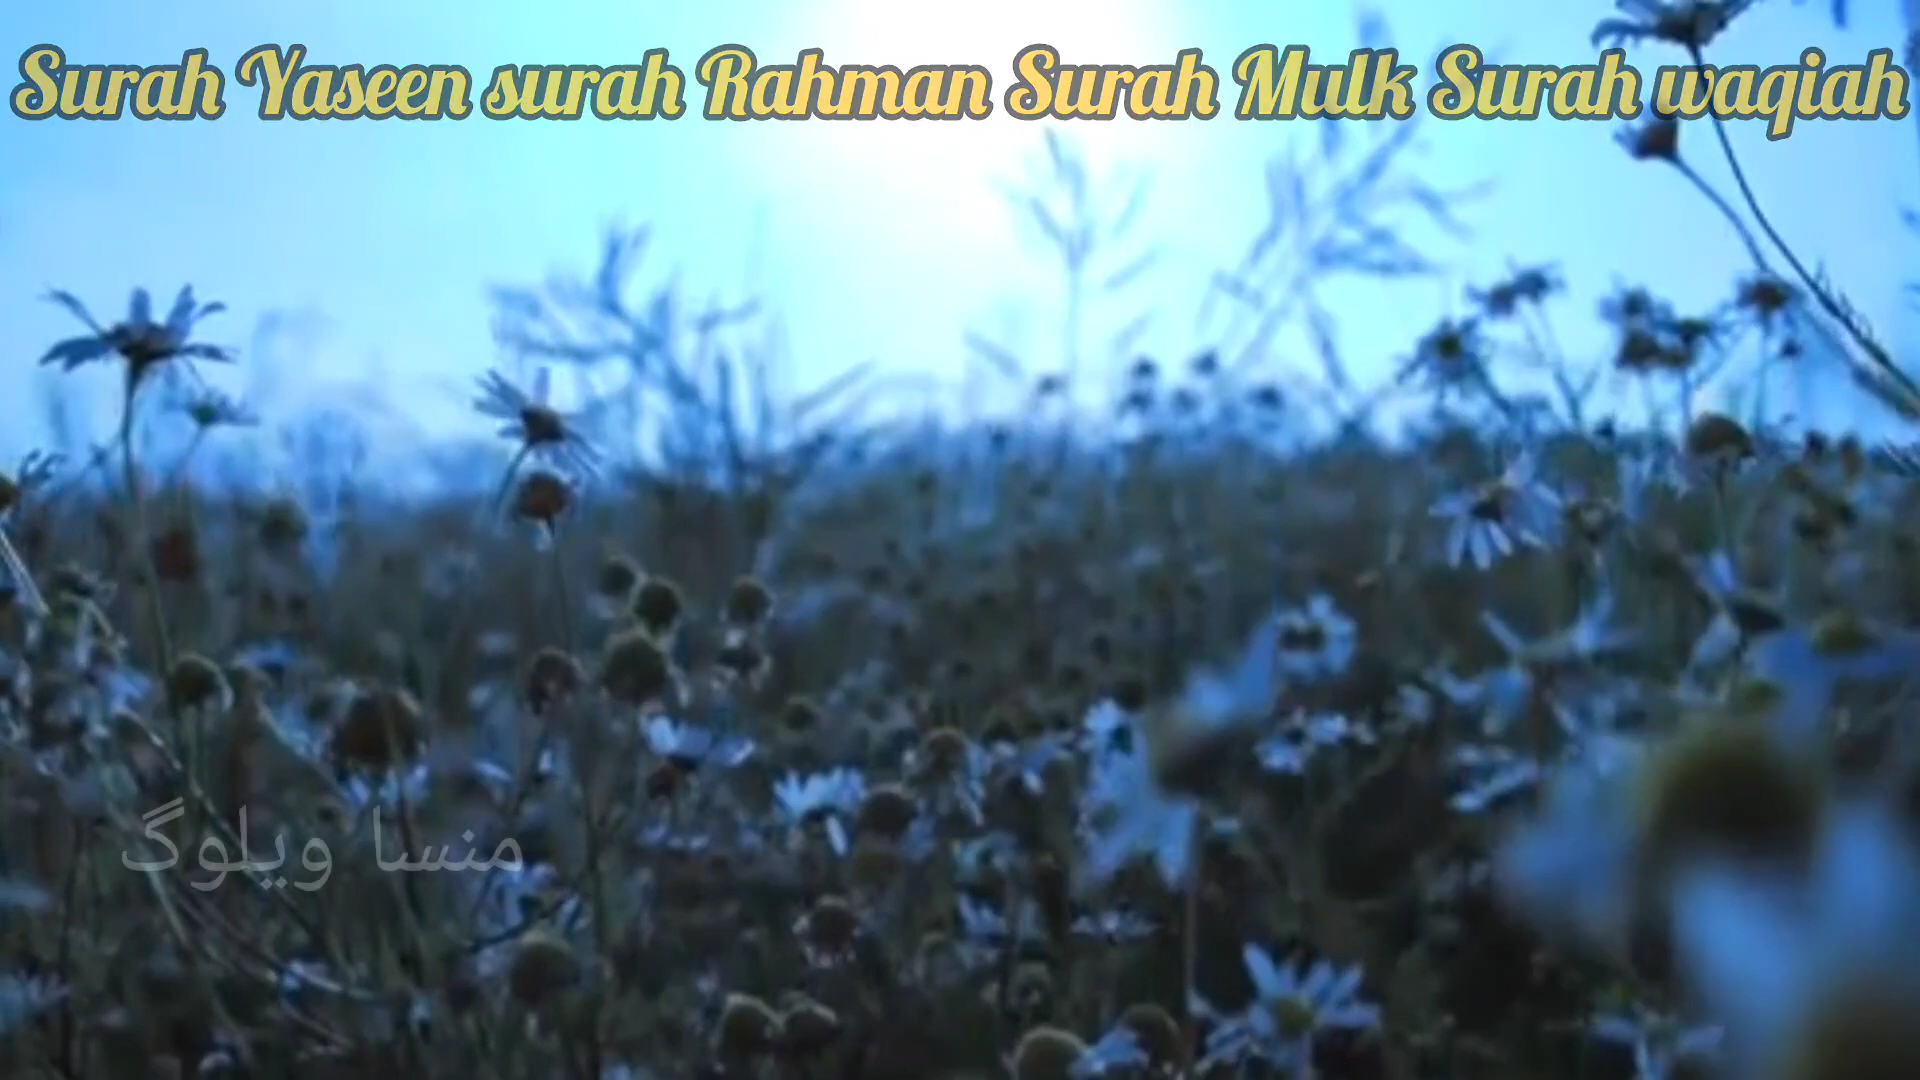 Surah Yaseen surah Rahman Surah Mulk Surah waqiah
منسا ویلوگ